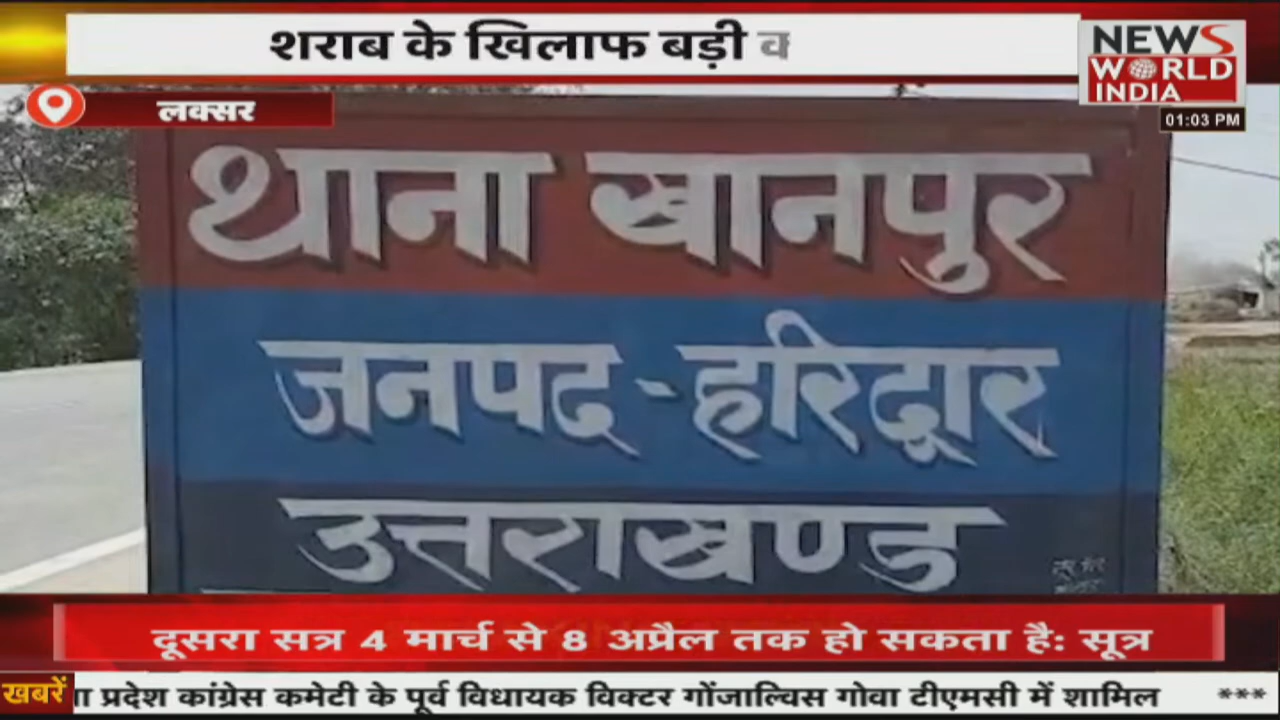 शराब के खिलाफ बड़ी
NEWS
WORLD
INDIA
लक्सर
01:03 PM
थाना खानपुर
जनपद - हरिद्वार
उत्तराखण्ड
दूसरा सत्र 4 मार्च से 8 अप्रैल तक हो सकता है: सूत्र
खबरें प्रदेश कांग्रेस कमेटी के पूर्व विधायक विक्टर गोंजाल्विस गोवा टीएमसी में शामिल ***